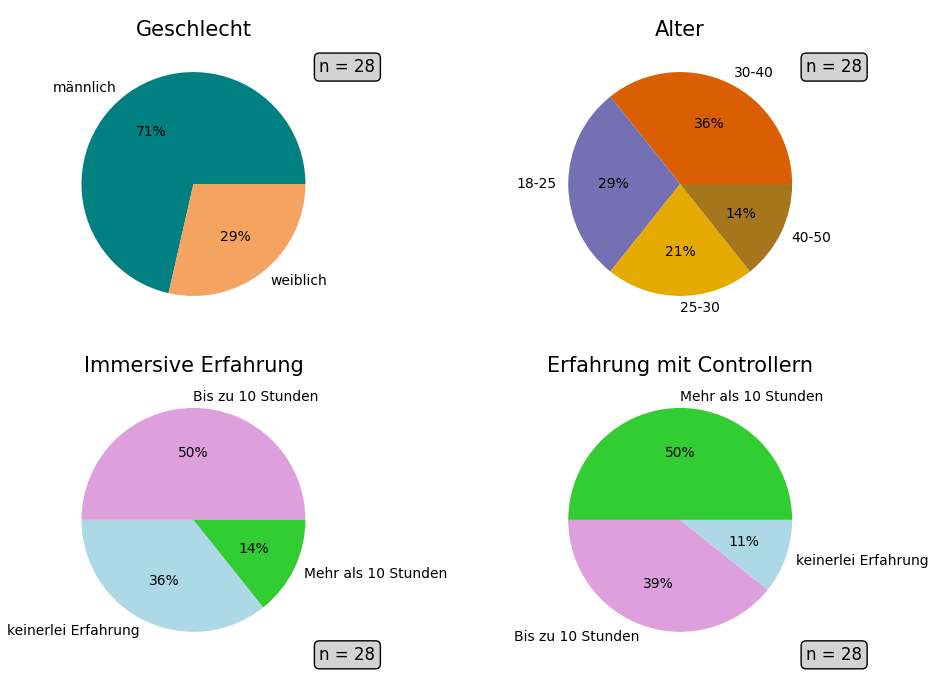 Geschlecht
n = 28
männlich
71%
29%
weiblich
Alter
n = 28
30-40
36%
18-25
29%
14%
40-50
21%
25-30
Immersive Erfahrung
Bis zu 10 Stunden
50%
14%
Mehr als 10 Stunden
36%
keinerlei Erfahrung
n = 28
Erfahrung mit Controllern
Mehr als 10 Stunden
50%
11%
keinerlei Erfahrung
39%
Bis zu 10 Stunden
n = 28